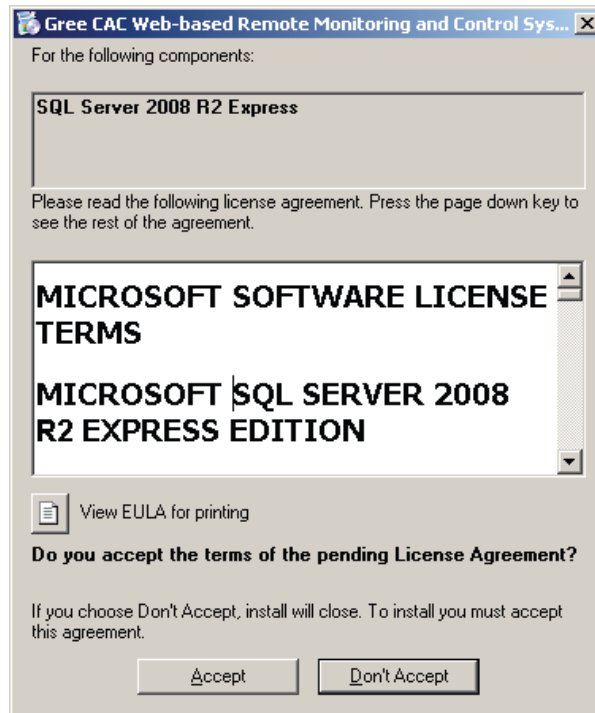 Gree CAC Web-based Remote Monitoring and Control Sys...
For the following components:
SQL Server 2008 R2 Express
Please read the following license agreement. Press the page down key to
see the rest of the agreement.
MICROSOFT SOFTWARE LICENSE
TERMS
MICROSOFT SQL SERVER 2008
R2 EXPRESS EDITION
View EULA for printing
Do you accept the terms of the pending License Agreement?
If you choose Don't Accept, install will close. To install you must accept
this agreement.
Accept
Don't Accept